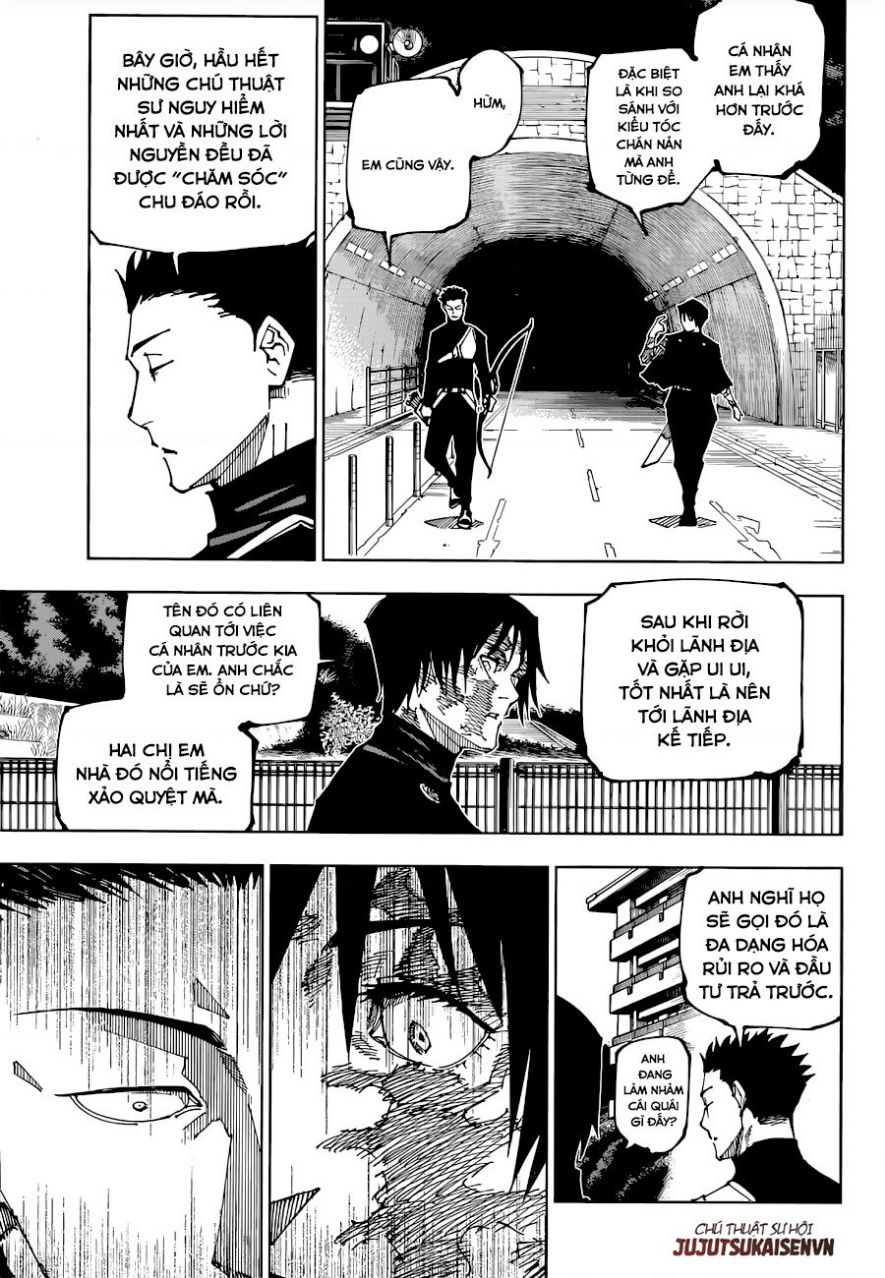 CÁ NHÂN
EM THẤY
ANH LẠI KHÁ
HƠN TRƯỚC
ĐẤY.
ĐẶC BIỆT
LÀ KHI SO
SÁNH VỚI
KIỂU TÓC
CHÁN NẢN
MÀ ANH
TỪNG ĐỂ.
HỪM,
EM CŨNG VẬY.
BÂY GIỜ, HẦU HẾT
NHỮNG CHÚ THUẬT
SƯ NGUY HIỂM
NHẤT VÀ NHỮNG LỜI
NGUYỀN ĐỀU ĐÃ
ĐƯỢC “CHĂM SÓC”
CHU ĐÁO RỒI.
SAU KHI RỜI
KHỎI LÃNH ĐỊA
VÀ GẶP UI UI,
TỐT NHẤT LÀ NÊN
TỚI LÃNH ĐỊA
KẾ TIẾP.
TÊN ĐÓ CÓ LIÊN
QUAN TỚI VIỆC
CÁ NHÂN TRƯỚC KIA
CỦA EM. ANH CHẮC
LÀ SẼ ỔN CHỨ?
HAI CHỊ EM
NHÀ ĐÓ NỔI TIẾNG
XẢO QUYỆT MÀ.
ANH NGHĨ HỌ
SẼ GỌI ĐÓ LÀ
ĐA DẠNG HÓA
RỦI RO VÀ ĐẦU
TƯ TRẢ TRƯỚC.
ANH
ĐANG
LẢM NHẢM
CÁI QUÁI
GÌ ĐẤY?
CHÚ THUẬT SƯ HỘI
JUJUTSUKAISENVN